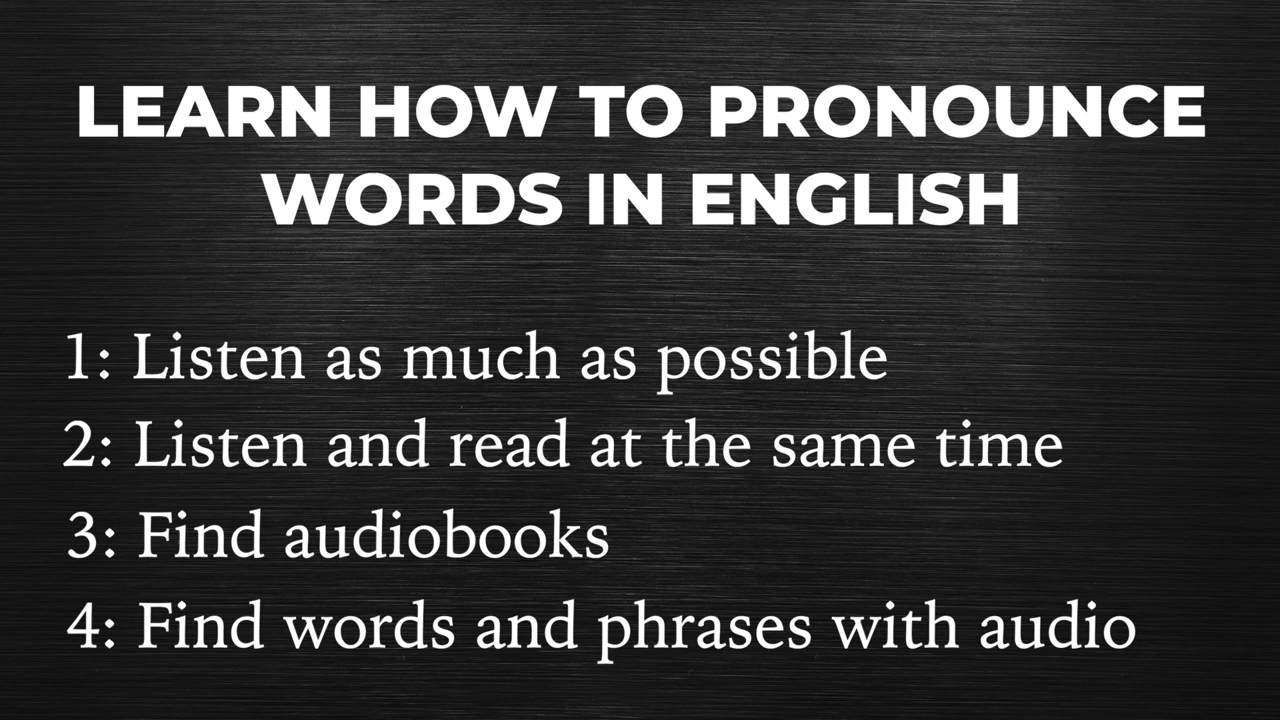 LEARN HOW TO PRONOUNCE
WORDS IN ENGLISH
1: Listen as much as possible
2: Listen and read at the same time
3: Find audiobooks
4: Find words and phrases with audio